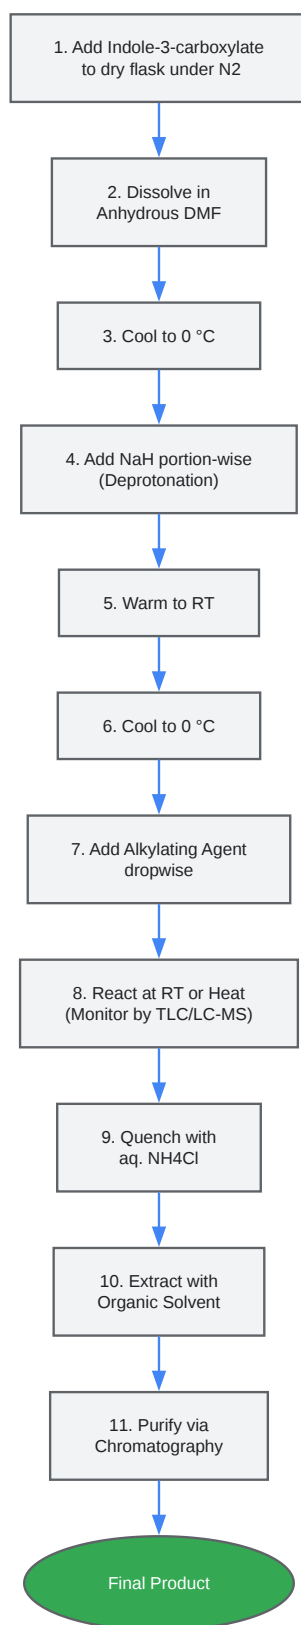 1. Add Indole-3-carboxylate
to dry flask under N2
2. Dissolve in
Anhydrous DMF
3. Cool to 0 °C
4. Add NaH portion-wise
(Deprotonation)
5. Warm to RT
6. Cool to 0 °C
7. Add Alkylating Agent
dropwise
8. React at RT or Heat
(Monitor by TLC/LC-MS)
9. Quench with
aq. NH4Cl
10. Extract with
Organic Solvent
11. Purify via
Chromatography
Final Product